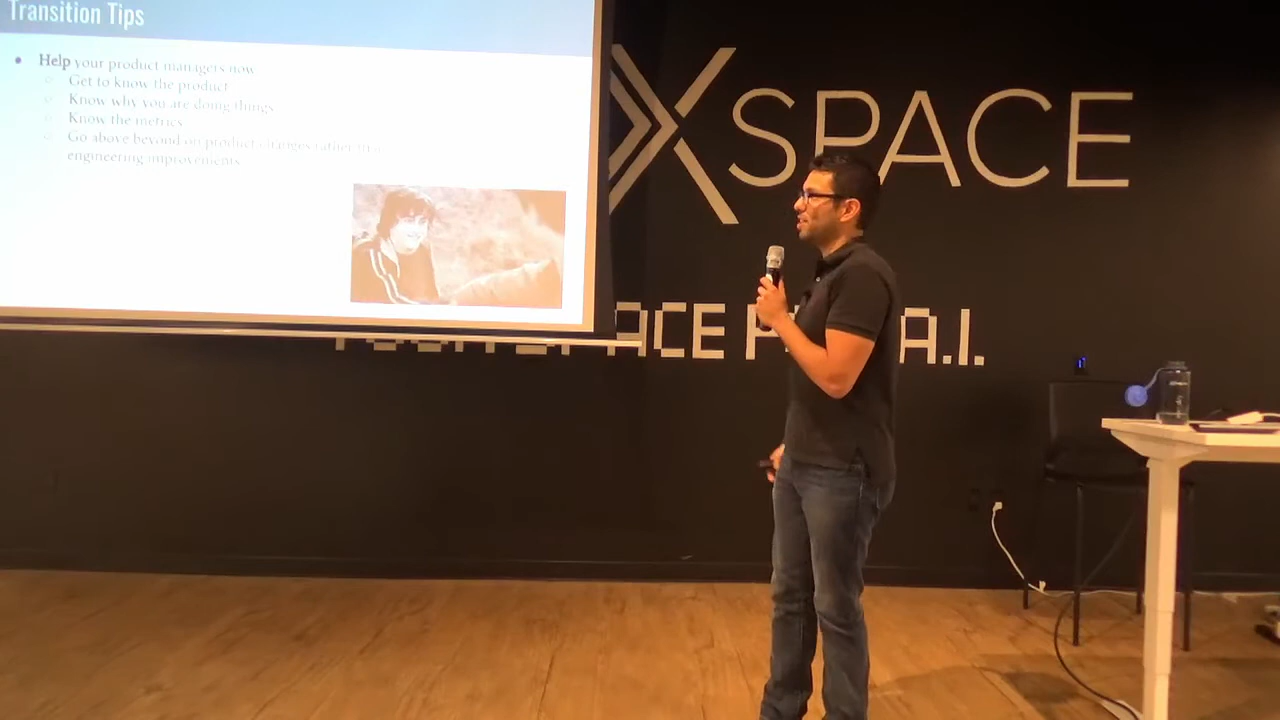 Transition Tips
Help your product managers now
Get to know the product
Know why you are doing things
Know the metrics
Go above beyond on product changes rather
engineering improvements
XSPACE
ACE
A.I.